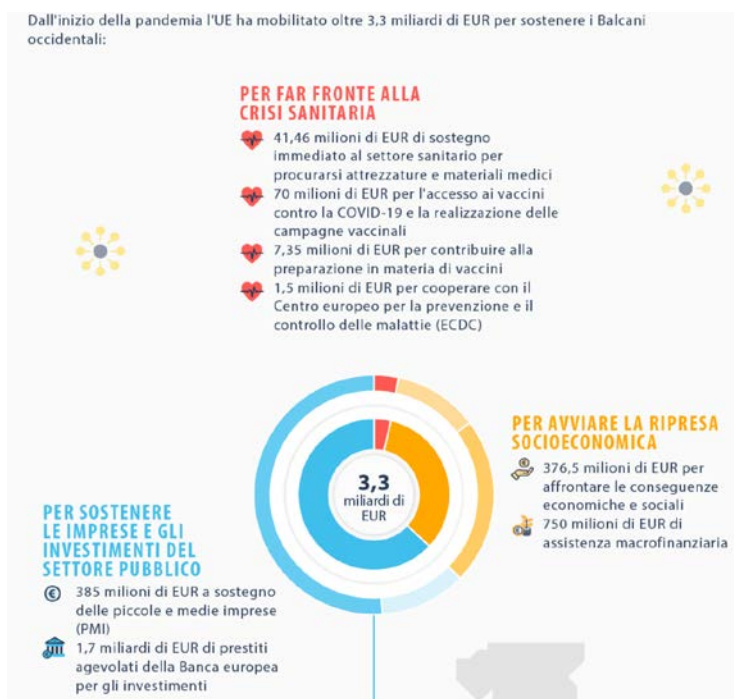 Dall'inizio della pandemia l'UE ha mobilitato oltre 3,3 miliardi di EUR per sostenere i Balcani
occidentali:
PER FAR FRONTE ALLA
CRISI SANITARIA
41,46 milioni di EUR di sostegno
immediato al settore sanitario per
procurarsi attrezzature e materiali medici
70 milioni di EUR per l'accesso ai vaccini
contro la COVID-19 e la realizzazione delle
campagne vaccinali
7,35 milioni di EUR per contribuire alla
preparazione in materia di vaccini
1,5 milioni di EUR per cooperare con il
Centro europeo per la prevenzione e il
controllo delle malattie (ECDC)
PER AVVIARE LA RIPRESA
SOCIOECONOMICA
376,5 milioni di EUR per
affrontare le conseguenze
economiche e sociali
750 milioni di EUR di
assistenza macrofinanziaria
3,3
miliardi di
EUR
PER SOSTENERE
LE IMPRESE E GLI
INVESTIMENTI DEL
SETTORE PUBBLICO
385 milioni di EUR a sostegno
delle piccole e medie imprese
(PMI)
1,7 miliardi di EUR di prestiti
agevolati della Banca europea
per gli investimenti